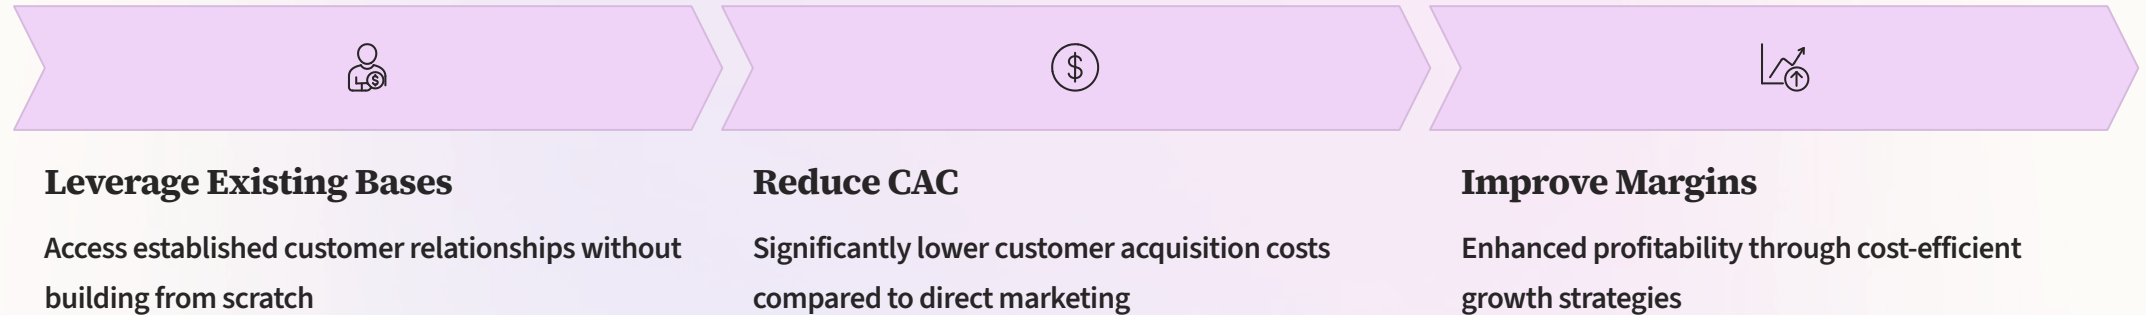 Leverage Existing Bases
Access established customer relationships without
building from scratch
Reduce CAC
Significantly lower customer acquisition costs
compared to direct marketing
Improve Margins
Enhanced profitability through cost-efficient
growth strategies